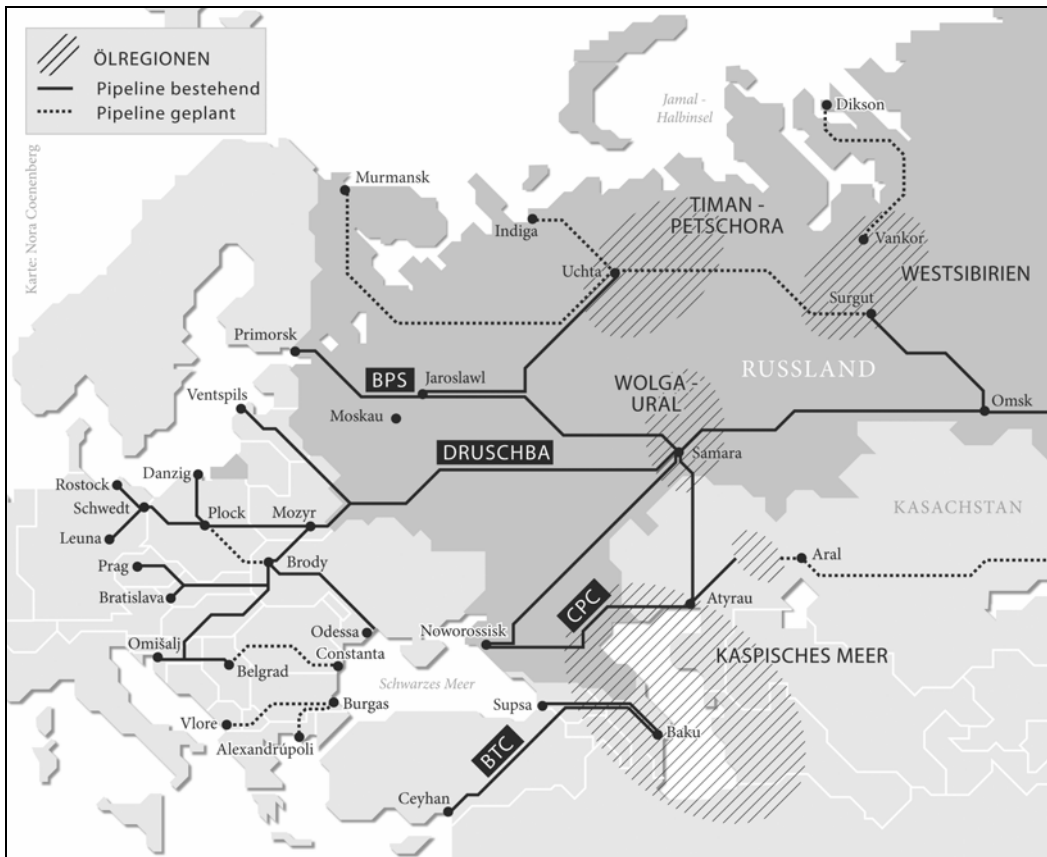 ÖLREGIONEN
Pipeline bestehend
Pipeline geplant
Karte: Nora Coenenberg
Jamal -
Halbinsel
Dikson
Murmansk
TIMAN -
PETSCHORA
Indiga
Vankor
Uchta
WESTSIBIRIEN
Surgut
Primorsk
RUSSLAND
BPS
Jaroslawl
WOLGA -
URAL
Ventspils
Omsk
Moskau
DRUSCHBA
Samara
Danzig
Rostock
Schwedt
Plock
Mozyr
KASACHSTAN
Leuna
Prag
Brody
Aral
Bratislava
CPC
Atyrau
Odessa
Noworossisk
Omišalj
Constanta
Belgrad
KASPISCHES MEER
Schwarzes Meer
Burgas
Supsa
Vlore
Baku
Alexandrúpoli
BTC
Ceyhan